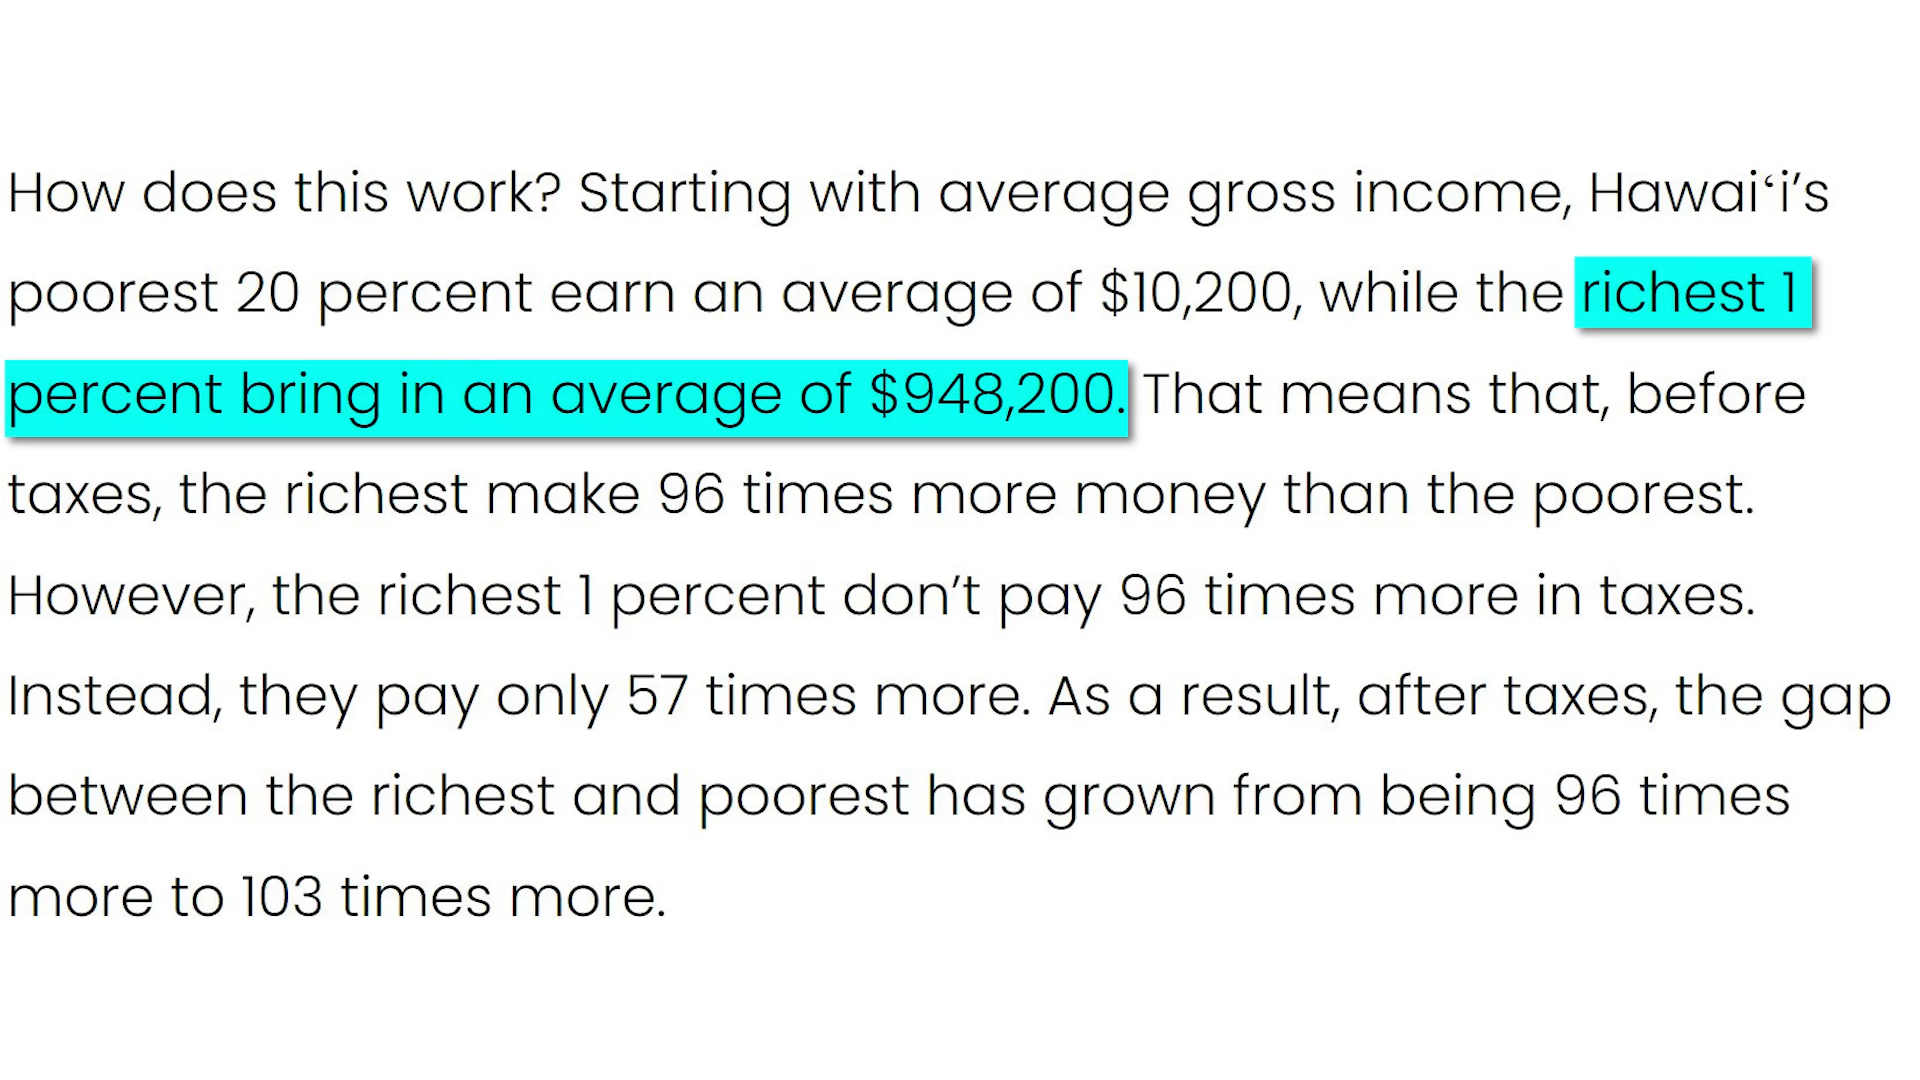 How does this work? Starting with average gross income, Hawaiʻi’s
poorest 20 percent earn an average of $10,200, while the richest 1
percent bring in an average of $948,200. That means that, before
taxes, the richest make 96 times more money than the poorest.
However, the richest 1 percent don’t pay 96 times more in taxes.
Instead, they pay only 57 times more. As a result, after taxes, the gap
between the richest and poorest has grown from being 96 times
more to 103 times more.